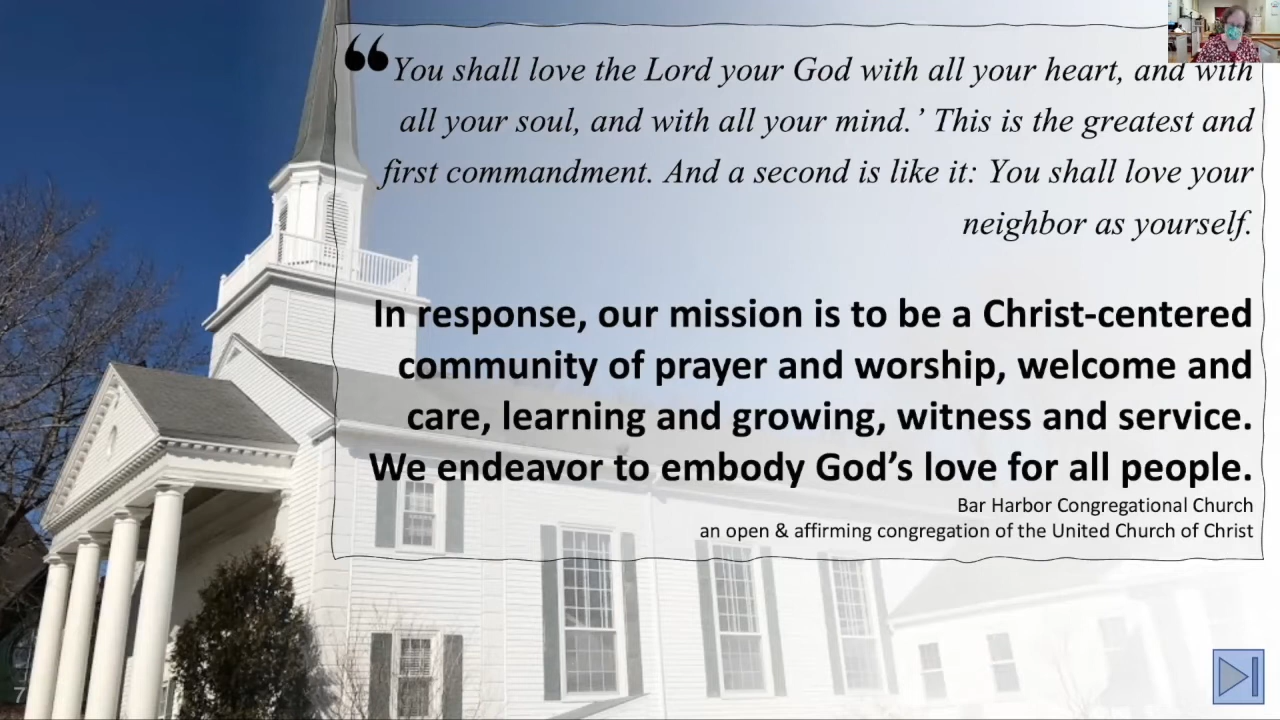 ❝You shall love the Lord your God with all your heart, and with
all your soul, and with all your mind.’ This is the greatest and
first commandment. And a second is like it: You shall love your
neighbor as yourself.
In response, our mission is to be a Christ-centered
community of prayer and worship, welcome and
care, learning and growing, witness and service.
We endeavor to embody God’s love for all people.
Bar Harbor Congregational Church
an open & affirming congregation of the United Church of Christ
7